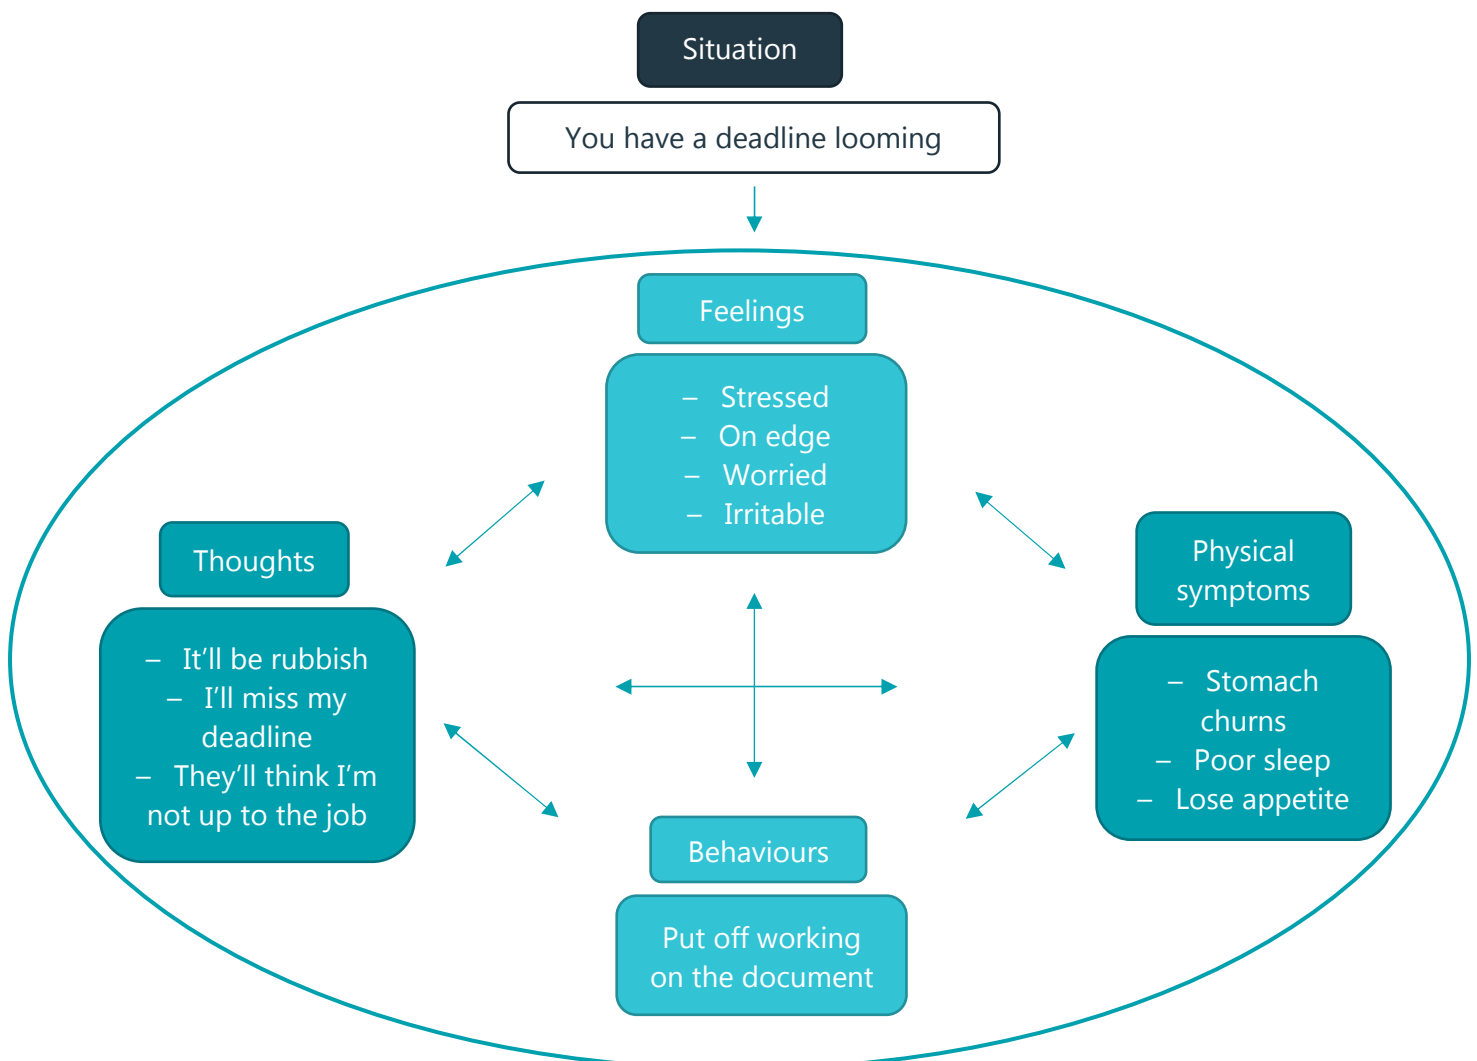 Situation
You have a deadline looming
Feelings
– Stressed
– On edge
– Worried
– Irritable
Thoughts
– It’ll be rubbish
– I’ll miss my
deadline
– They’ll think I’m
not up to the job
Physical
symptoms
– Stomach
churns
– Poor sleep
– Lose appetite
Behaviours
Put off working
on the document